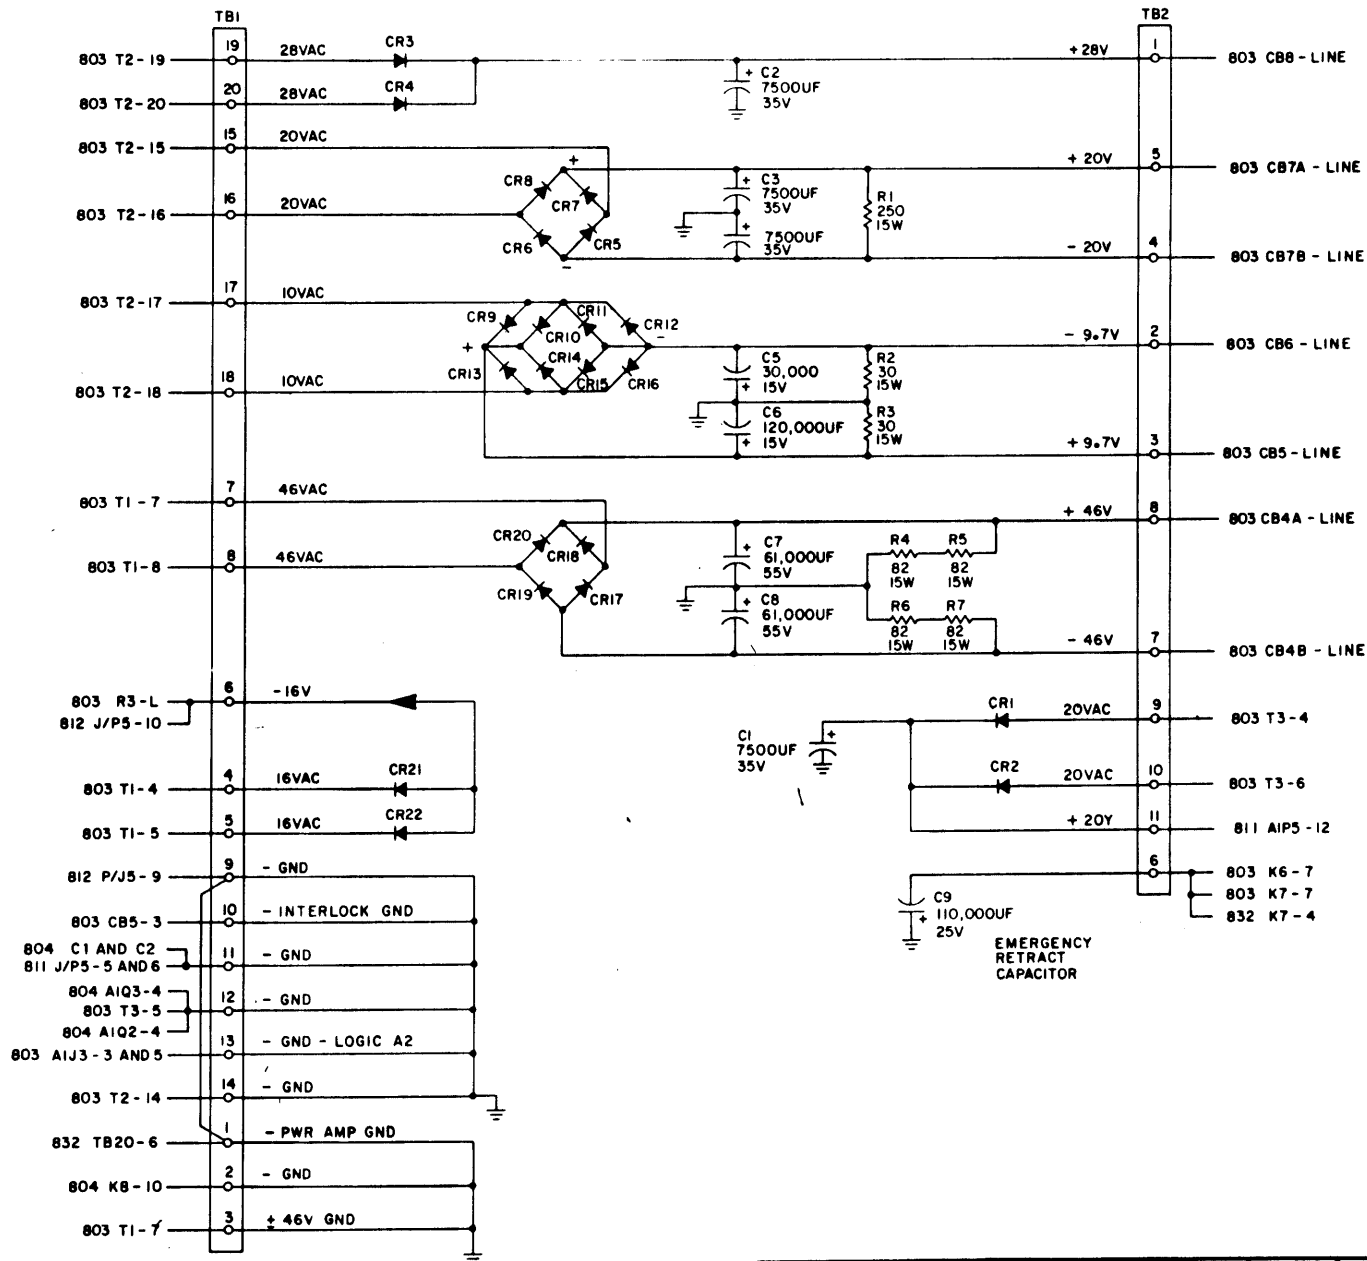 TB1
TB2
803 T2-19
19
28VAC
CR3
+28V
1
803 CB8-LINE
+ C2
7500UF
35V
803 T2-20
20
28VAC
CR4
803 T2-15
15
20VAC
+
+ 20V
5
803 CB7A-LINE
CR8
CR7
+ C3
7500UF
35V
R1
250
15W
803 T2-16
16
20VAC
CR6
CR5
+
7500UF
35V
-
- 20V
4
803 CB7B-LINE
803 T2-17
17
10VAC
CR9
CR11
CR10
CR12
+
-
- 9.7V
2
803 CB6-LINE
CR13
CR14
CR15
CR16
C5
30,000
+ 15V
R2
30
15W
803 T2-18
18
10VAC
C6
120,000UF
+ 15V
R3
30
15W
+9.7V
3
803 CB5-LINE
803 T1-7
7
46VAC
+ 46V
8
803 CB4A-LINE
CR20
CR18
+ C7
61,000UF
55V
R4
82
15W
R5
82
15W
803 T1-8
8
46VAC
CR19
CR17
+ C8
61,000UF
55V
R6
82
15W
R7
82
15W
- 46V
7
803 CB4B-LINE
803 R3-L
812 J/P5-10
6
-16V
C1
7500UF
35V
+
CR1
20VAC
9
803 T3-4
803 T1-4
4
16VAC
CR21
CR2
20VAC
10
803 T3-6
803 T1-5
5
16VAC
CR22
+ 20Y
11
811 A1P5-12
812 P/J5-9
9
- GND
6
803 K6-7
803 K7-7
832 K7-4
803 CB5-3
10
- INTERLOCK GND
C9
+ 110,000UF
25V
EMERGENCY
RETRACT
CAPACITOR
804 C1 AND C2
811 J/P5-5 AND 6
11
- GND
804 A1Q3-4
803 T3-5
804 A1Q2-4
12
- GND
803 A1J3-3 AND 5
13
- GND - LOGIC A2
803 T2-14
14
- GND
832 TB20-6
1
- PWR AMP GND
804 K8-10
2
- GND
803 T1-7
3
± 46V GND